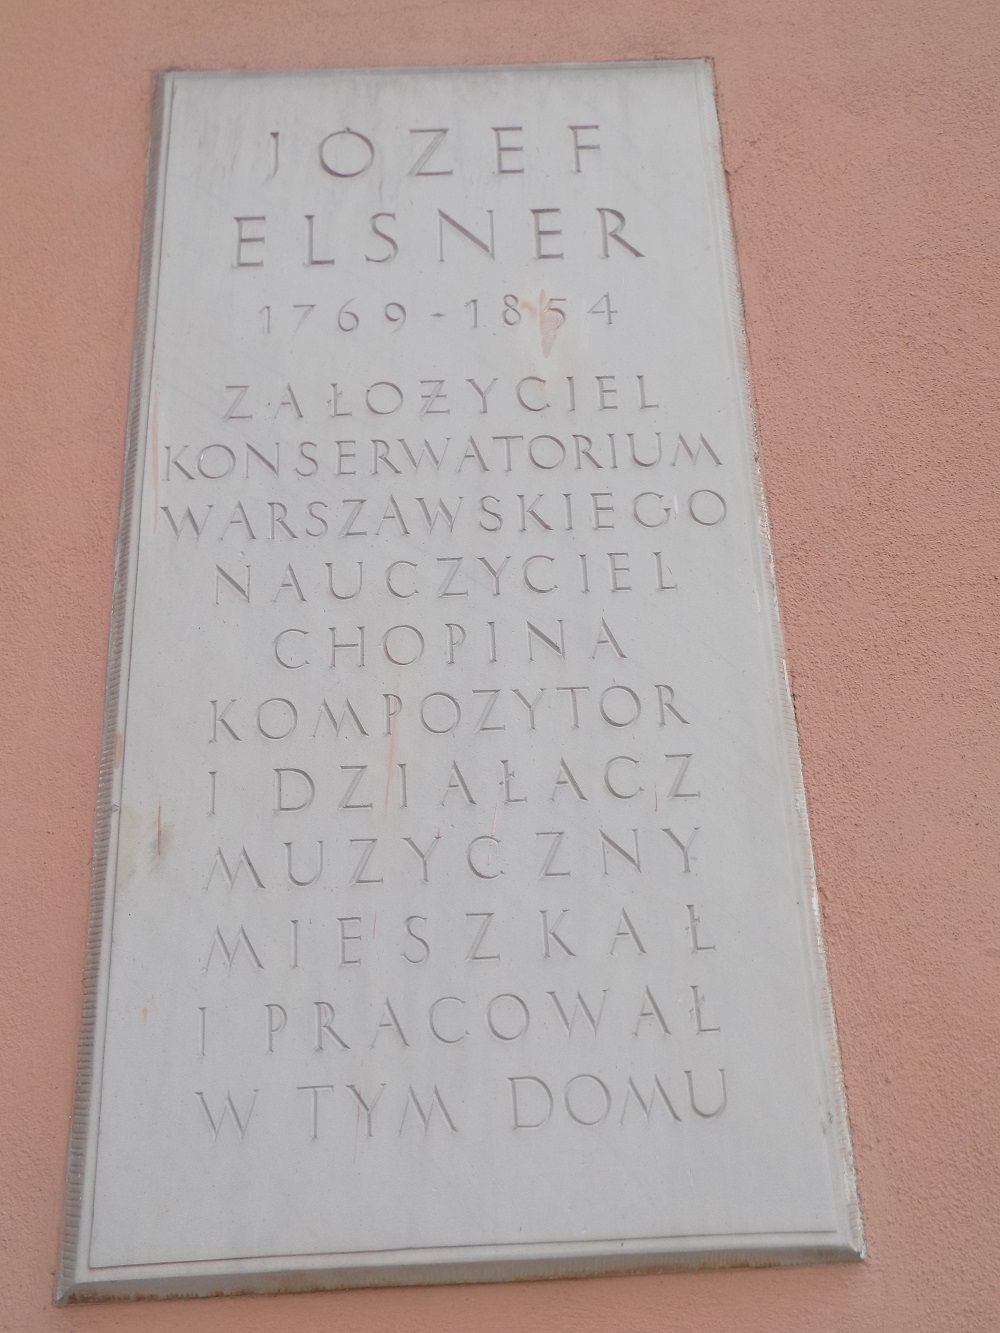 JÓZEF
ELSNER
1769-1854
ZAŁOŻYCIEL
KONSERWATORIUM
WARSZAWSKIEGO
NAUCZYCIEL
CHOPINA
KOMPOZYTOR
I DZIAŁACZ
MUZYCZNY
MIESZKAŁ
I PRACOWAŁ
W TYM DOMU